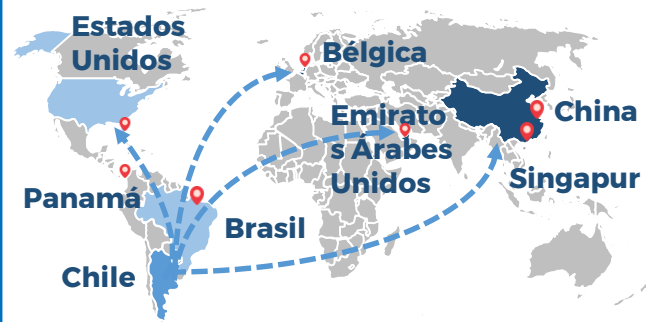 Estados
Unidos
Bélgica
Emirato
s Árabes
Unidos
China
Singapur
Panamá
Brasil
Chile